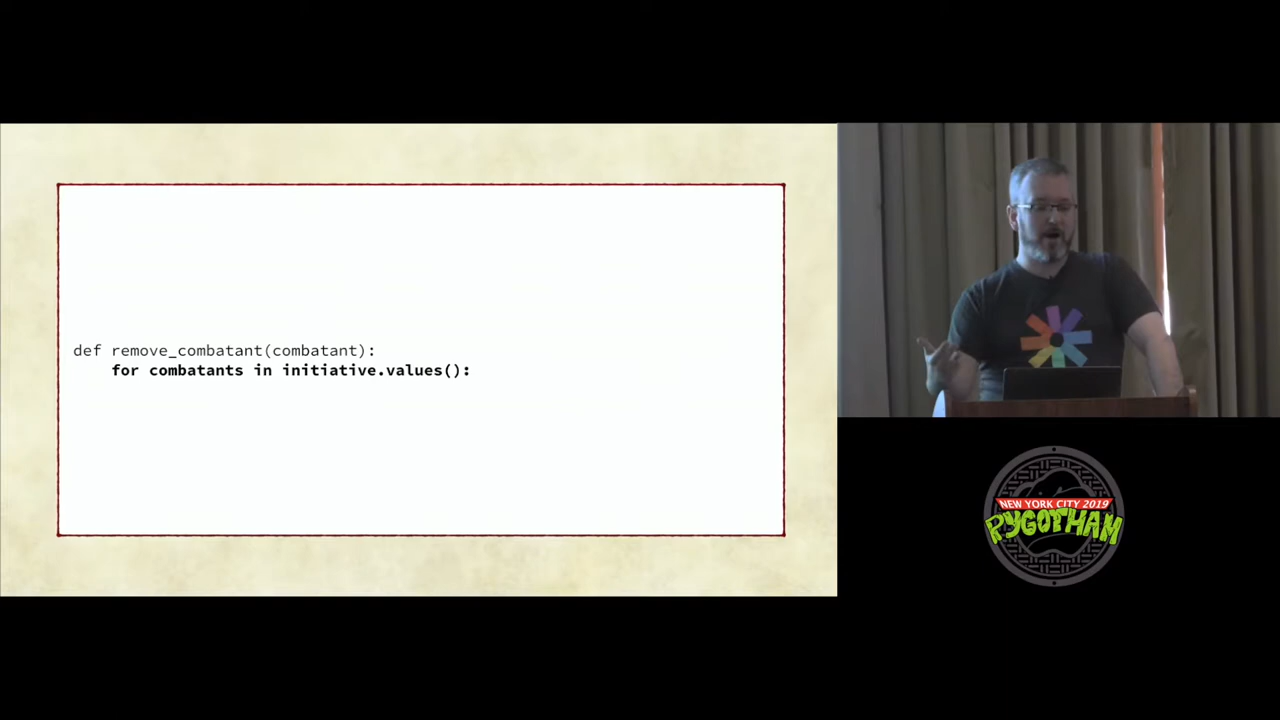 def remove_combatant(combatant):
    for combatants in initiative.values():
NEW YORK CITY 2019
PYGOTHAM